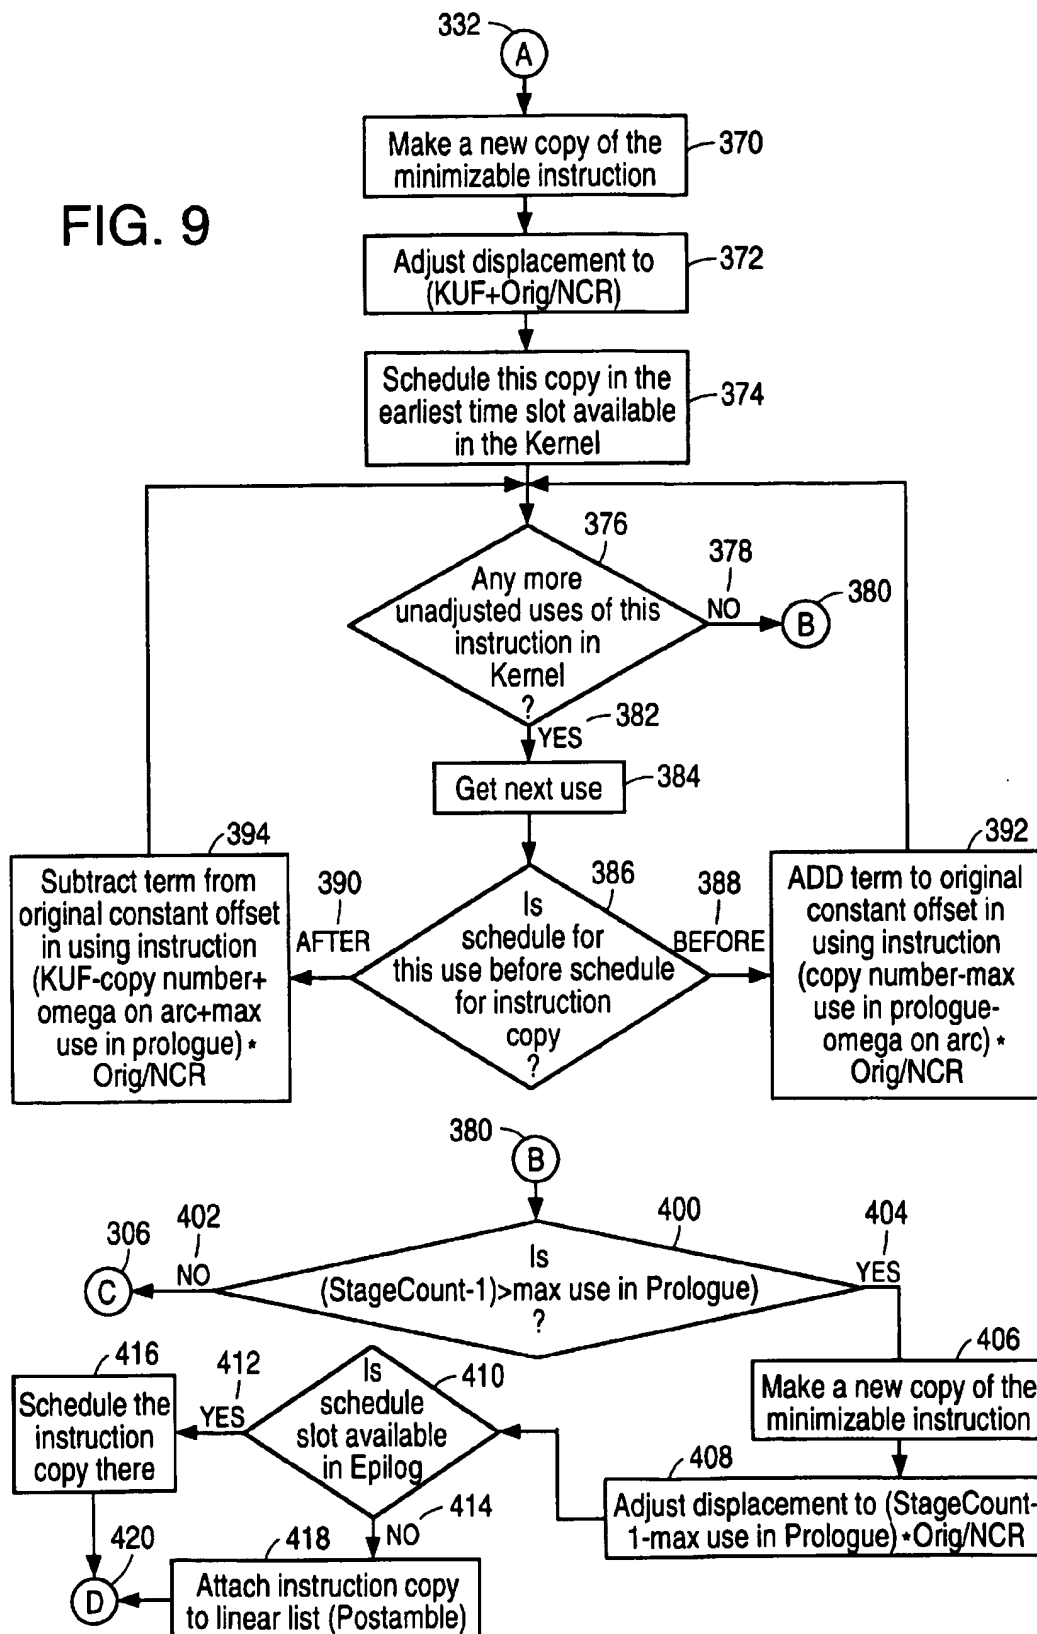 332
A
Make a new copy of the
minimizable instruction
370
FIG. 9
Adjust displacement to
(KUF+Orig/NCR)
372
Schedule this copy in the
earliest time slot available
in the Kernel
374
376
Any more
unadjusted uses of this
instruction in
Kernel
?
378
NO
380
B
382
YES
Get next use
384
394
Subtract term from
original constant offset
in using instruction
(KUF-copy number+
omega on arc+max
use in prologue) *
Orig/NCR
390
AFTER
386
Is
schedule for
this use before schedule
for instruction
copy
?
388
BEFORE
392
ADD term to original
constant offset in
using instruction
(copy number-max
use in prologue-
omega on arc) *
Orig/NCR
380
B
400
Is
(StageCount-1)>max use in Prologue)
?
402
NO
306
C
404
YES
406
Make a new copy of the
minimizable instruction
408
Adjust displacement to (StageCount-
1-max use in Prologue) *Orig/NCR
410
Is
schedule
slot available
in Epilog
?
412
YES
416
Schedule the
instruction
copy there
414
NO
418
Attach instruction copy
to linear list (Postamble)
420
D